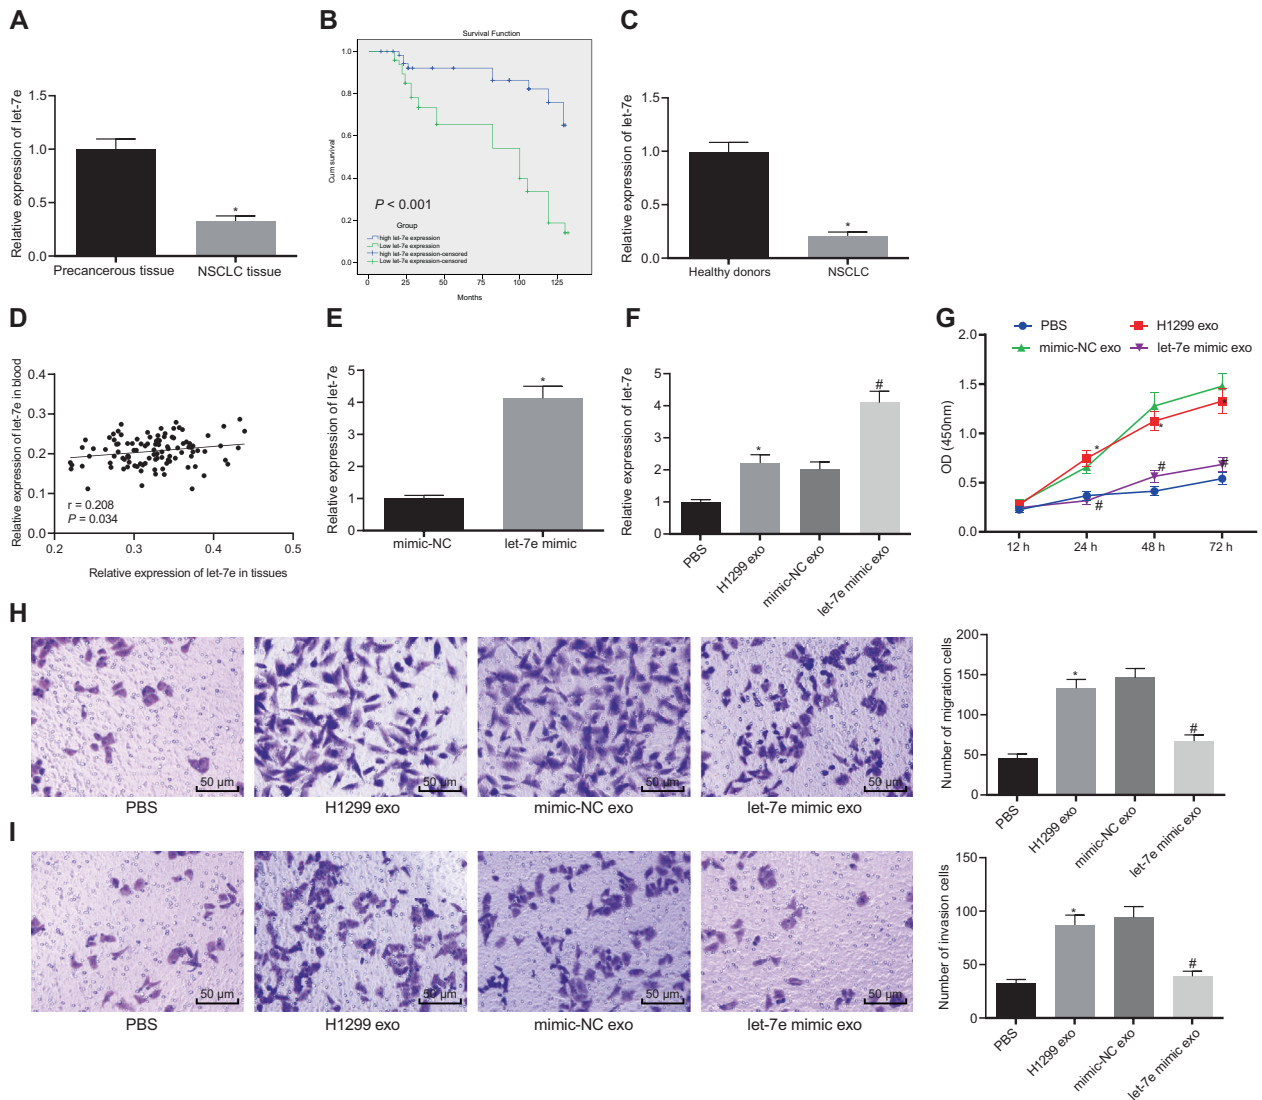 A
Relative expression of let-7e
1.5
1.0
0.5
0.0
*
Precancerous tissue
NSCLC tissue
B
Survival Function
Cum survival
1.0
0.8
0.6
0.4
0.2
0.0
P < 0.001
Group
high let-7e expression
Low let-7e expression
high let-7e expression-censored
Low let-7e expression-censored
0
25
50
75
100
125
Months
C
Relative expression of let-7e
1.5
1.0
0.5
0.0
*
Healthy donors
NSCLC
D
Relative expression of let-7e in blood
0.4
0.3
0.2
0.1
0.0
r = 0.208
P = 0.034
0.2
0.3
0.4
0.5
Relative expression of let-7e in tissues
E
Relative expression of let-7e
5
4
3
2
1
0
*
mimic-NC
let-7e mimic
F
Relative expression of let-7e
5
4
3
2
1
0
*
#
PBS
H1299 exo
mimic-NC exo
let-7e mimic exo
G
PBS
H1299 exo
mimic-NC exo
let-7e mimic exo
OD (450nm)
2.0
1.5
1.0
0.5
0.0
*
#
*
#
*
#
12 h
24 h
48 h
72 h
H
50 µm
50 µm
50 µm
50 µm
PBS
H1299 exo
mimic-NC exo
let-7e mimic exo
Number of migration cells
200
150
100
50
0
*
#
PBS
H1299 exo
mimic-NC exo
let-7e mimic exo
I
50 µm
50 µm
50 µm
50 µm
PBS
H1299 exo
mimic-NC exo
let-7e mimic exo
Number of invasion cells
150
100
50
0
*
#
PBS
H1299 exo
mimic-NC exo
let-7e mimic exo